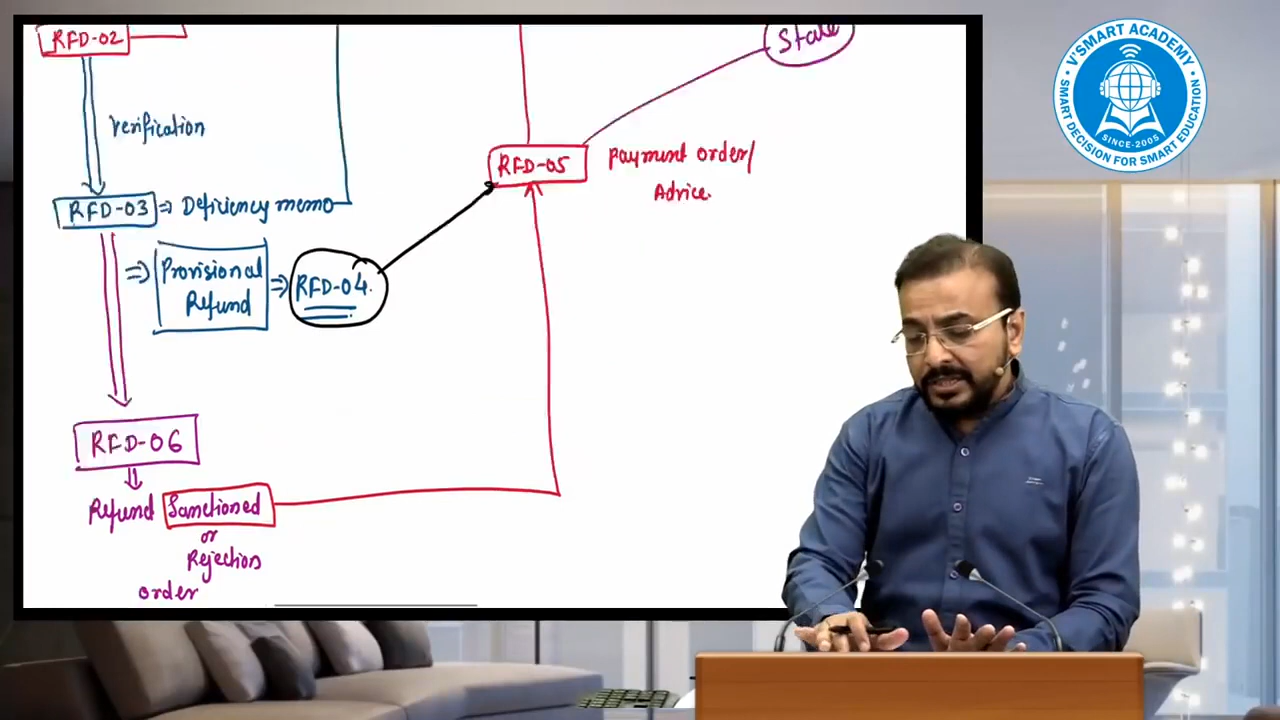 RFD-02
State
verification
RFD-05
Payment order/
Advice.
RFD-03 ⇒ Deficiency memo
⇒ Provisional
Refund
⇒ RFD-04.
RFD-06
Refund Sanctioned
or
Rejection
order
V'SMART ACADEMY
SINCE-2005
SMART DECISION FOR SMART EDUCATION